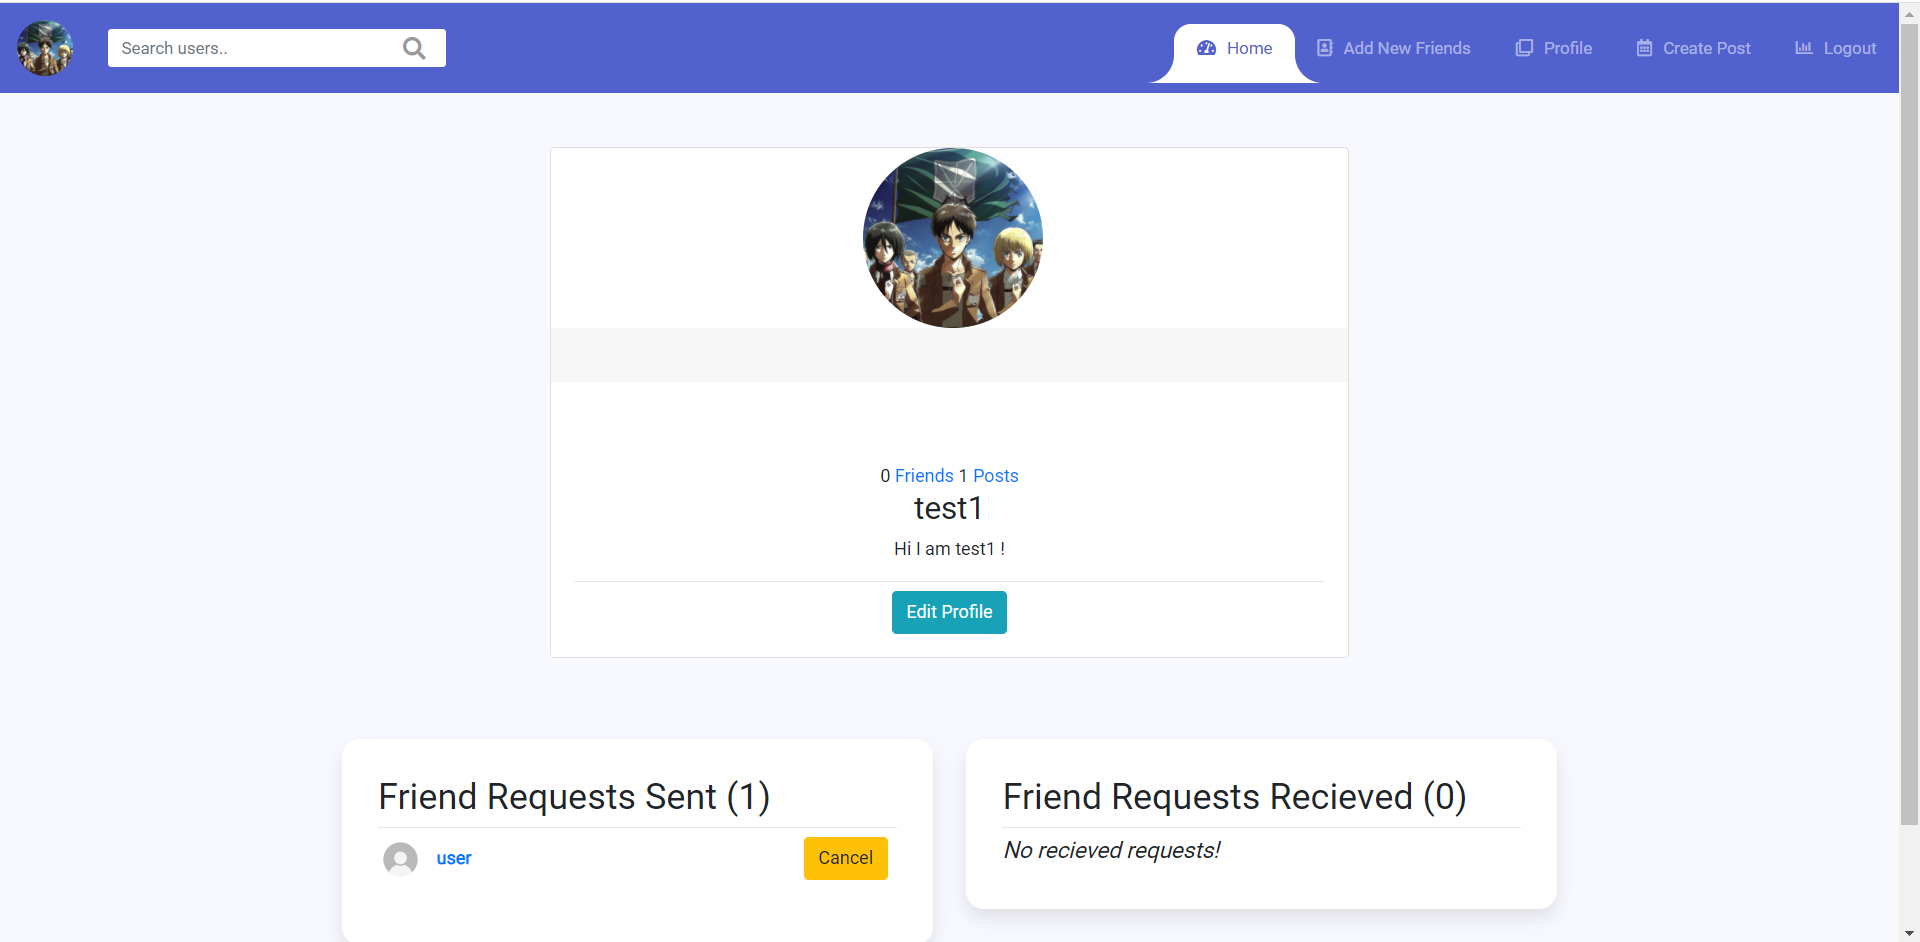 Search users..
Home
Add New Friends
Profile
Create Post
Logout
0 Friends 1 Posts
test1
Hi I am test1 !
Edit Profile
Friend Requests Sent (1)
user
Cancel
Friend Requests Recieved (0)
No recieved requests!